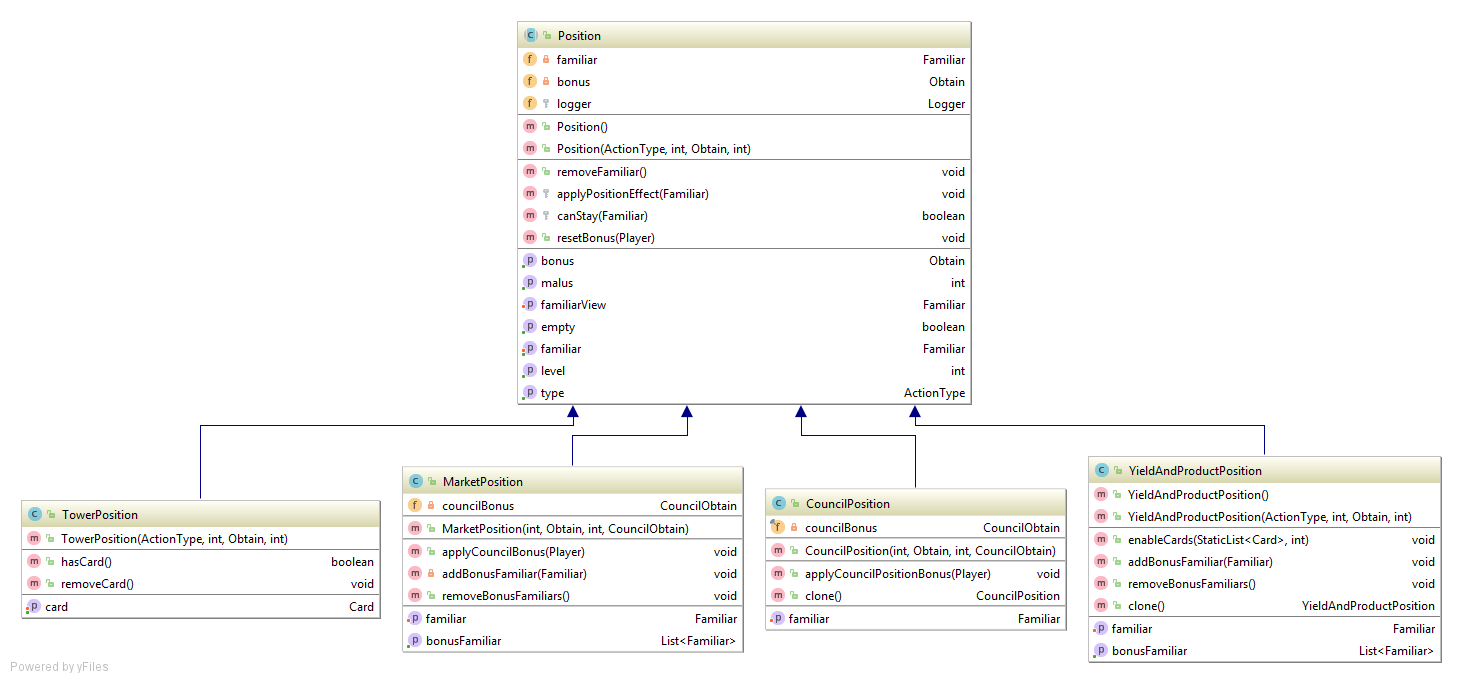 Position
familiar Familiar
bonus Obtain
logger Logger
Position()
Position(ActionType, int, Obtain, int)
removeFamiliar() void
applyPositionEffect(Familiar) void
canStay(Familiar) boolean
resetBonus(Player) void
bonus Obtain
malus int
familiarView Familiar
empty boolean
familiar Familiar
level int
type ActionType
TowerPosition
TowerPosition(ActionType, int, Obtain, int)
hasCard() boolean
removeCard() void
card Card
MarketPosition
councilBonus CouncilObtain
MarketPosition(int, Obtain, int, CouncilObtain)
applyCouncilBonus(Player) void
addBonusFamiliar(Familiar) void
removeBonusFamiliars() void
familiar Familiar
bonusFamiliar List<Familiar>
CouncilPosition
councilBonus CouncilObtain
CouncilPosition(int, Obtain, int, CouncilObtain)
applyCouncilPositionBonus(Player) void
clone() CouncilPosition
familiar Familiar
YieldAndProductPosition
YieldAndProductPosition()
YieldAndProductPosition(ActionType, int, Obtain, int)
enableCards(StaticList<Card>, int) void
addBonusFamiliar(Familiar) void
removeBonusFamiliars() void
clone() YieldAndProductPosition
familiar Familiar
bonusFamiliar List<Familiar>
Powered by yFiles